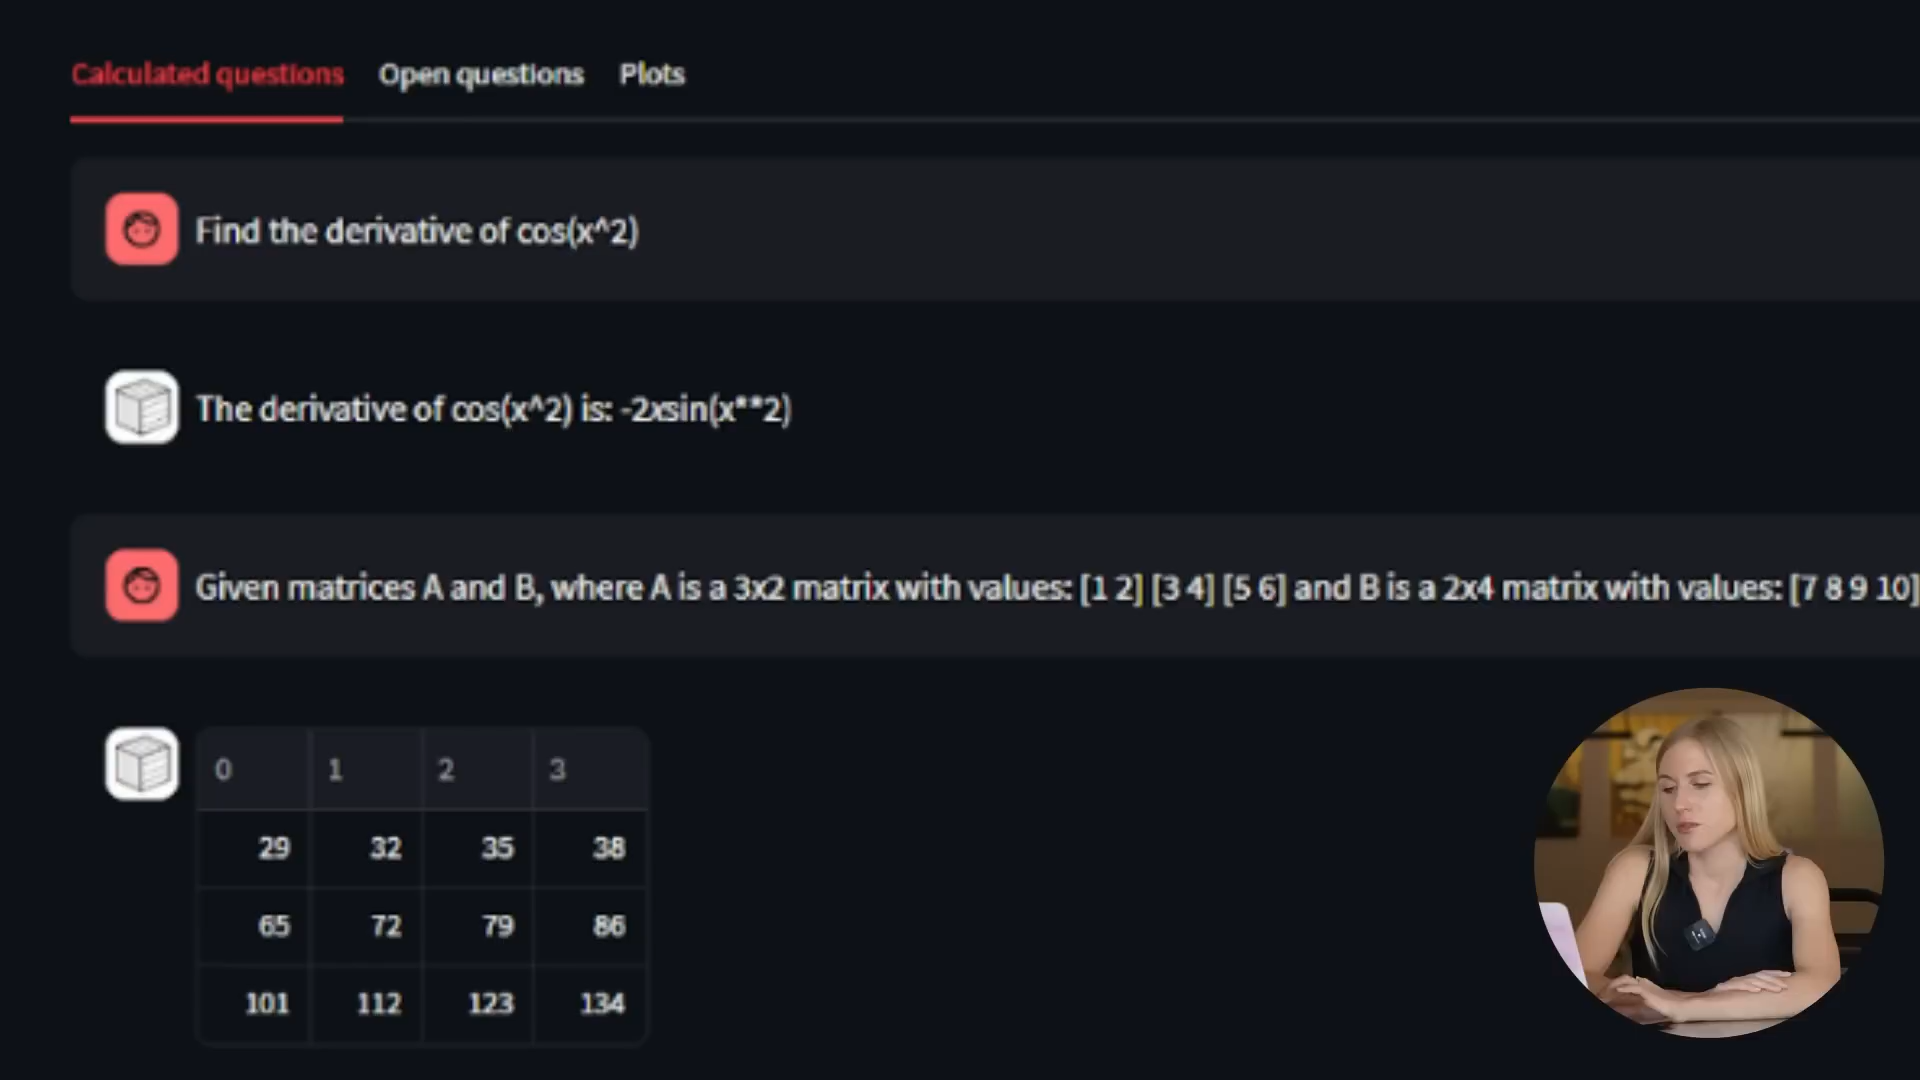 Calculated questions Open questions Plots
Find the derivative of cos(x^2)
The derivative of cos(x^2) is: -2xsin(x**2)
Given matrices A and B, where A is a 3x2 matrix with values: [1 2] [3 4] [5 6] and B is a 2x4 matrix with values: [7 8 9 10]
0 1 2 3
29 32 35 38
65 72 79 86
101 112 123 134